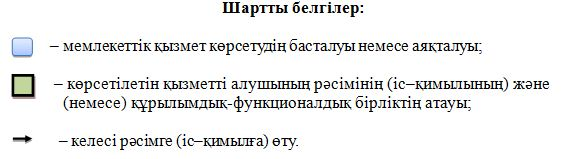 Шартты белгілер:
– мемлекеттік қызмет көрсетудің басталуы немесе аяқталуы;
– көрсетілетін қызметті алушының рәсімінің (іс–қимылының) және
(немесе) құрылымдық-функционалдық бірліктің атауы;
– келесі рәсімге (іс–қимылға) өту.